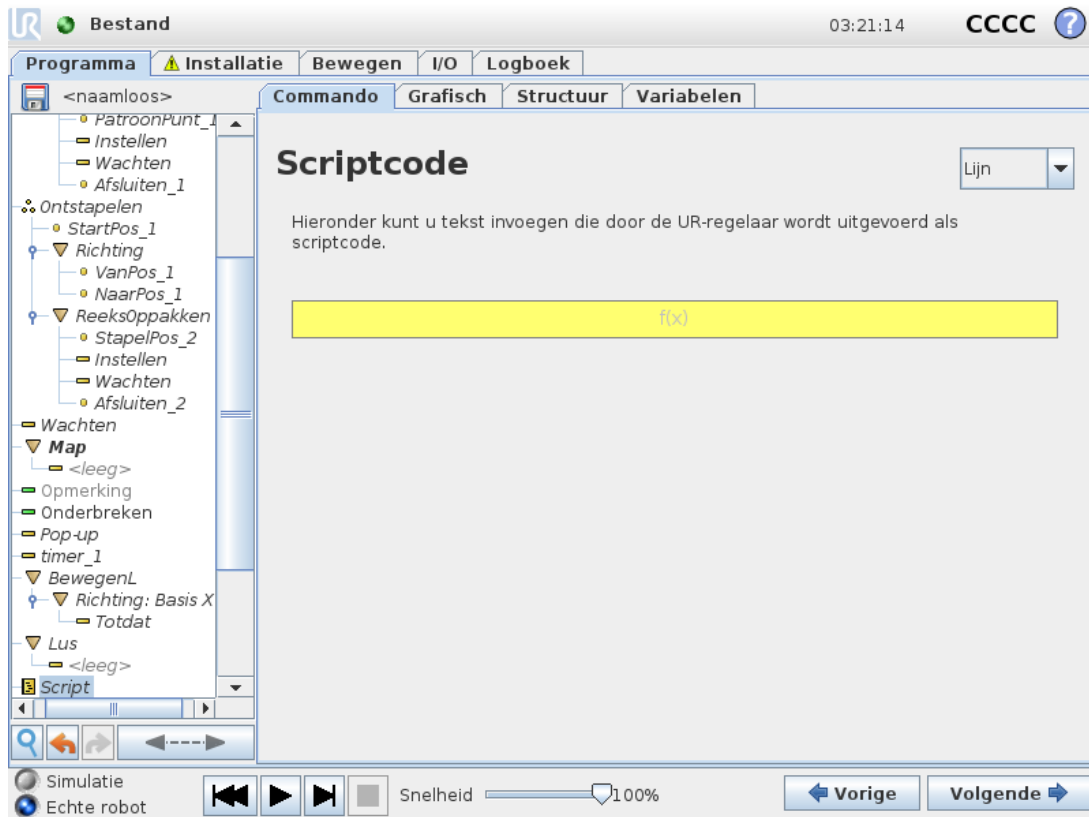 UR Bestand 03:21:14 CCCC ?
Programma Installatie Bewegen I/O Logboek
<naamloos>
Commando Grafisch Structuur Variabelen
PatroonPunt_1
Instellen
Wachten
Afsluiten_1
Ontstapelen
StartPos_1
Richting
VanPos_1
NaarPos_1
ReeksOppakken
StapelPos_2
Instellen
Wachten
Afsluiten_2
Wachten
Map
<leeg>
Opmerking
Onderbreken
Pop-up
timer_1
BewegenL
Richting: Basis X
Totdat
Lus
<leeg>
Script
Scriptcode
Lijn
Hieronder kunt u tekst invoegen die door de UR-regelaar wordt uitgevoerd als
scriptcode.
f(x)
Simulatie
Echte robot
Snelheid 100%
Vorige
Volgende